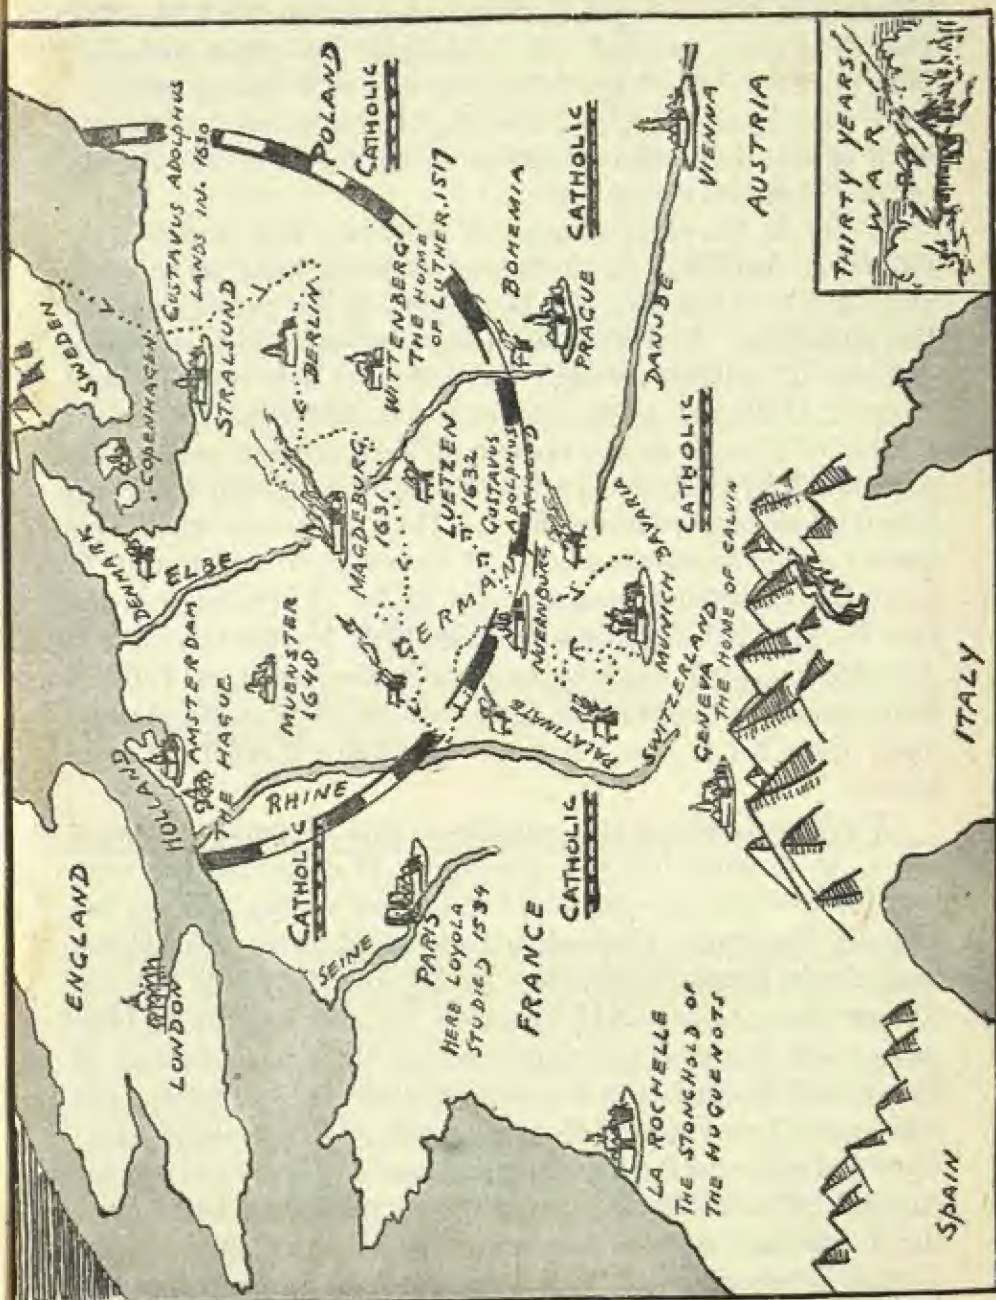 THIRTY YEARS'
WAR
ENGLAND
LONDON
HOLLAND
AMSTERDAM
THE HAGUE
DENMARK
ELBE
COPENHAGEN
SWEDEN
GUSTAVUS ADOLPHUS
LANDS IN 1630
STRALSUND
BERLIN
WITTENBERG
THE HOME
OF LUTHER, 1517
POLAND
CATHOLIC
MUENSTER
1648
MAGDEBURG
1631
LUETZEN
1632
GUSTAVUS
ADOLPHUS
KILLED
GERMANY
RHINE
CATHOLIC
SEINE
PARIS
HERE LOYOLA
STUDIED 1534
FRANCE
CATHOLIC
NUERNBURG
PALATINATE
MUNICH
BAVARIA
CATHOLIC
BOHEMIA
PRAGUE
CATHOLIC
DANUBE
VIENNA
AUSTRIA
SWITZERLAND
GENEVA
THE HOME OF CALVIN
LA ROCHELLE
THE STONGHOLD OF
THE HUGUENOTS
SPAIN
ITALY